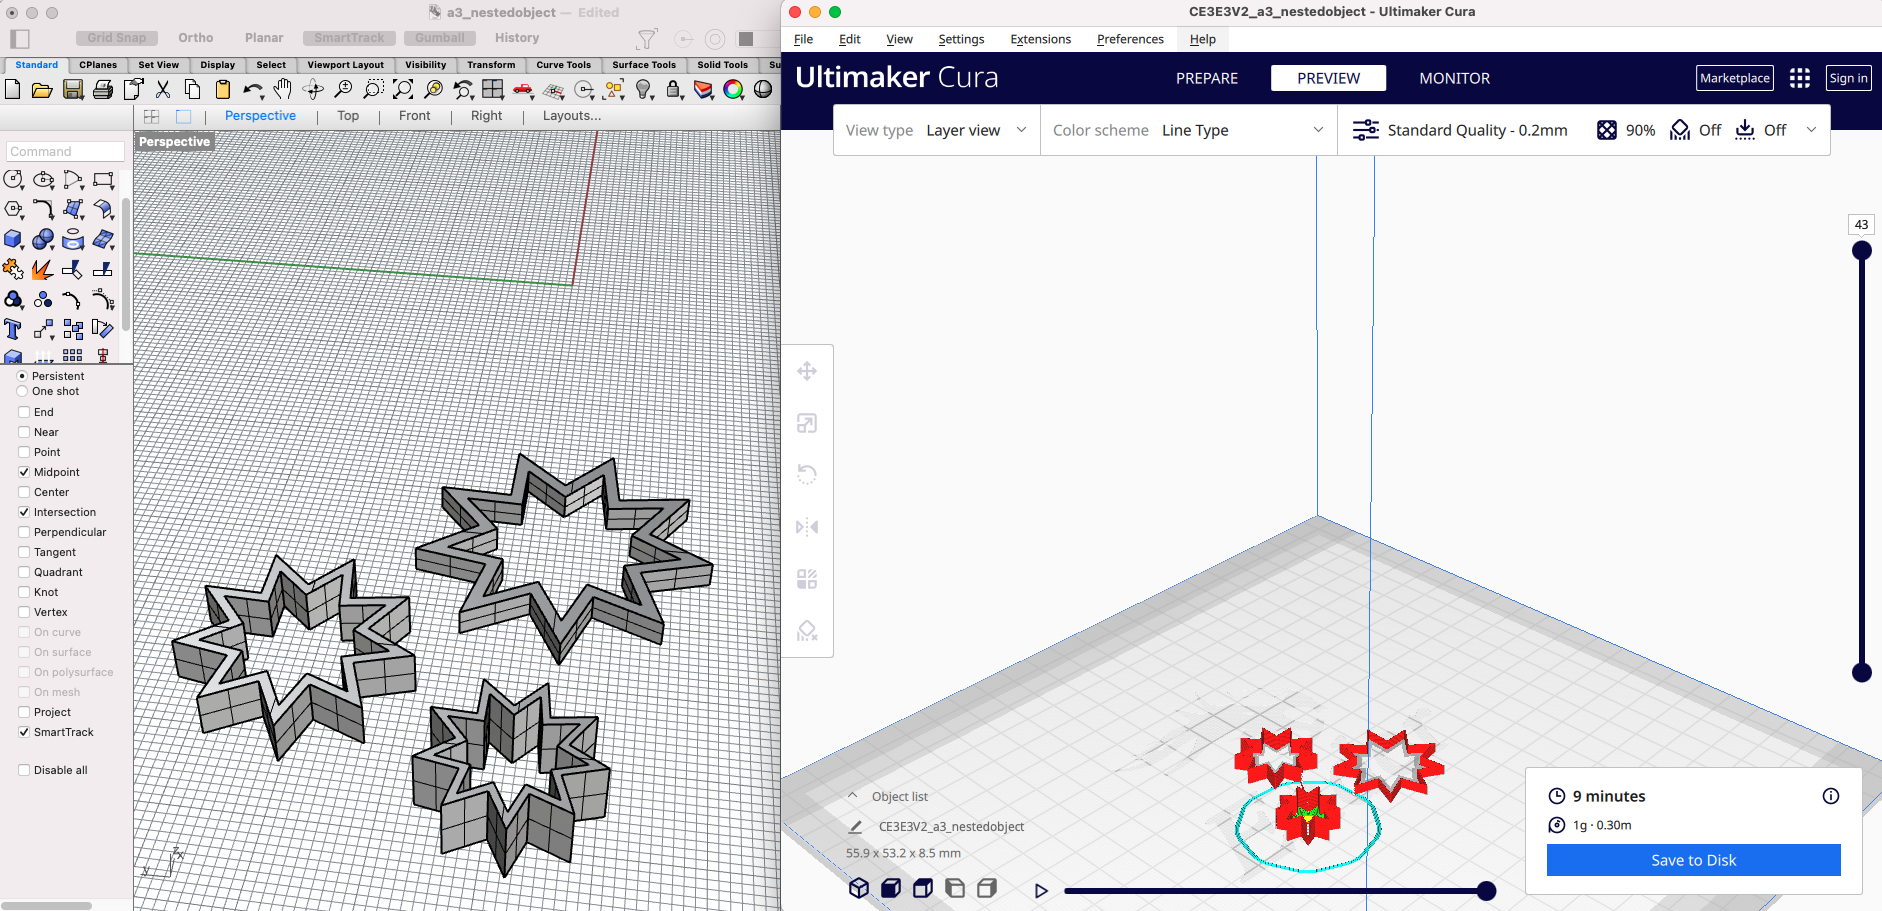 a3_nestedobject — Edited
Grid Snap Ortho Planar SmartTrack Gumball History
Standard CPlanes Set View Display Select Viewport Layout Visibility Transform Curve Tools Surface Tools Solid Tools Su
Perspective Top Front Right Layouts...
Perspective
Command
Persistent
One shot
End
Near
Point
Midpoint
Center
Intersection
Perpendicular
Tangent
Quadrant
Knot
Vertex
On curve
On surface
On polysurface
On mesh
Project
SmartTrack
Disable all
y z x
CE3E3V2_a3_nestedobject - Ultimaker Cura
File Edit View Settings Extensions Preferences Help
Ultimaker Cura PREPARE PREVIEW MONITOR Marketplace Sign in
View type Layer view Color scheme Line Type Standard Quality - 0.2mm 90% Off Off
43
Object list
CE3E3V2_a3_nestedobject
55.9 x 53.2 x 8.5 mm
9 minutes
1g · 0.30m
Save to Disk